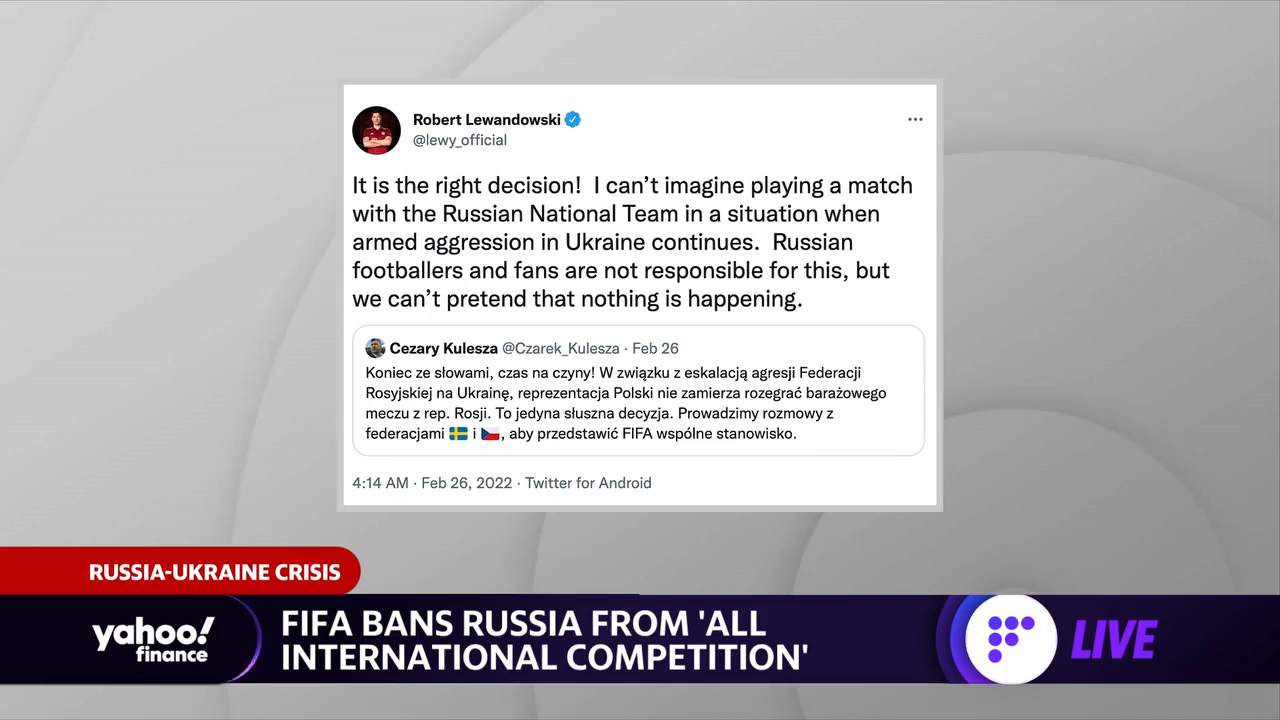 Robert Lewandowski
@lewy_official
It is the right decision! I can’t imagine playing a match
with the Russian National Team in a situation when
armed aggression in Ukraine continues. Russian
footballers and fans are not responsible for this, but
we can’t pretend that nothing is happening.
Cezary Kulesza @Czarek_Kulesza · Feb 26
Koniec ze słowami, czas na czyny! W związku z eskalacją agresji Federacji
Rosyjskiej na Ukrainę, reprezentacja Polski nie zamierza rozegrać barażowego
meczu z rep. Rosji. To jedyna słuszna decyzja. Prowadzimy rozmowy z
federacjami 🇸🇪 i 🇨🇿, aby przedstawić FIFA wspólne stanowisko.
4:14 AM · Feb 26, 2022 · Twitter for Android
RUSSIA-UKRAINE CRISIS
yahoo!
finance
FIFA BANS RUSSIA FROM 'ALL
INTERNATIONAL COMPETITION'
LIVE